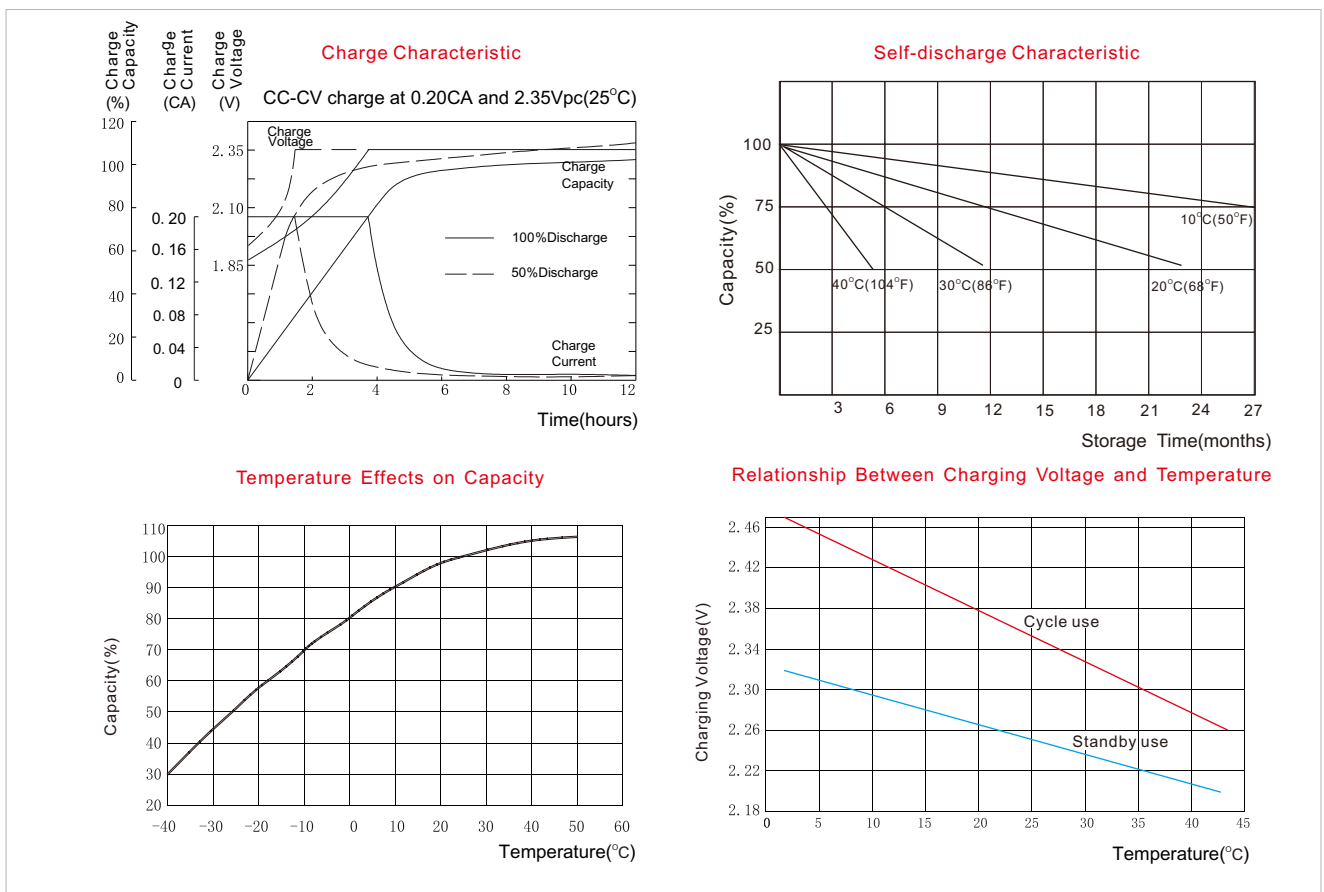 Charge Characteristic
Charge
Capacity
(%)
Charge
Current
(CA)
Charge
Voltage
(V)
CC-CV charge at 0.20CA and 2.35Vpc(25°C)
120
100
80
60
40
20
0
0.20
0.16
0.12
0.08
0.04
0
2.35
2.10
1.85
Charge
Voltage
Charge
Capacity
100%Discharge
50%Discharge
Charge
Current
0 2 4 6 8 10 12
Time(hours)
Self-discharge Characteristic
Capacity(%)
100
75
50
25
10°C(50°F)
40°C(104°F) 30°C(86°F) 20°C(68°F)
3 6 9 12 15 18 21 24 27
Storage Time(months)
Temperature Effects on Capacity
Capacity(%)
110
100
90
80
70
60
50
40
30
20
-40 -30 -20 -10 0 10 20 30 40 50 60
Temperature(°C)
Relationship Between Charging Voltage and Temperature
Charging Voltage(V)
2.46
2.42
2.38
2.34
2.30
2.26
2.22
2.18
Cycle use
Standby use
0 5 10 15 20 25 30 35 40 45
Temperature(°C)